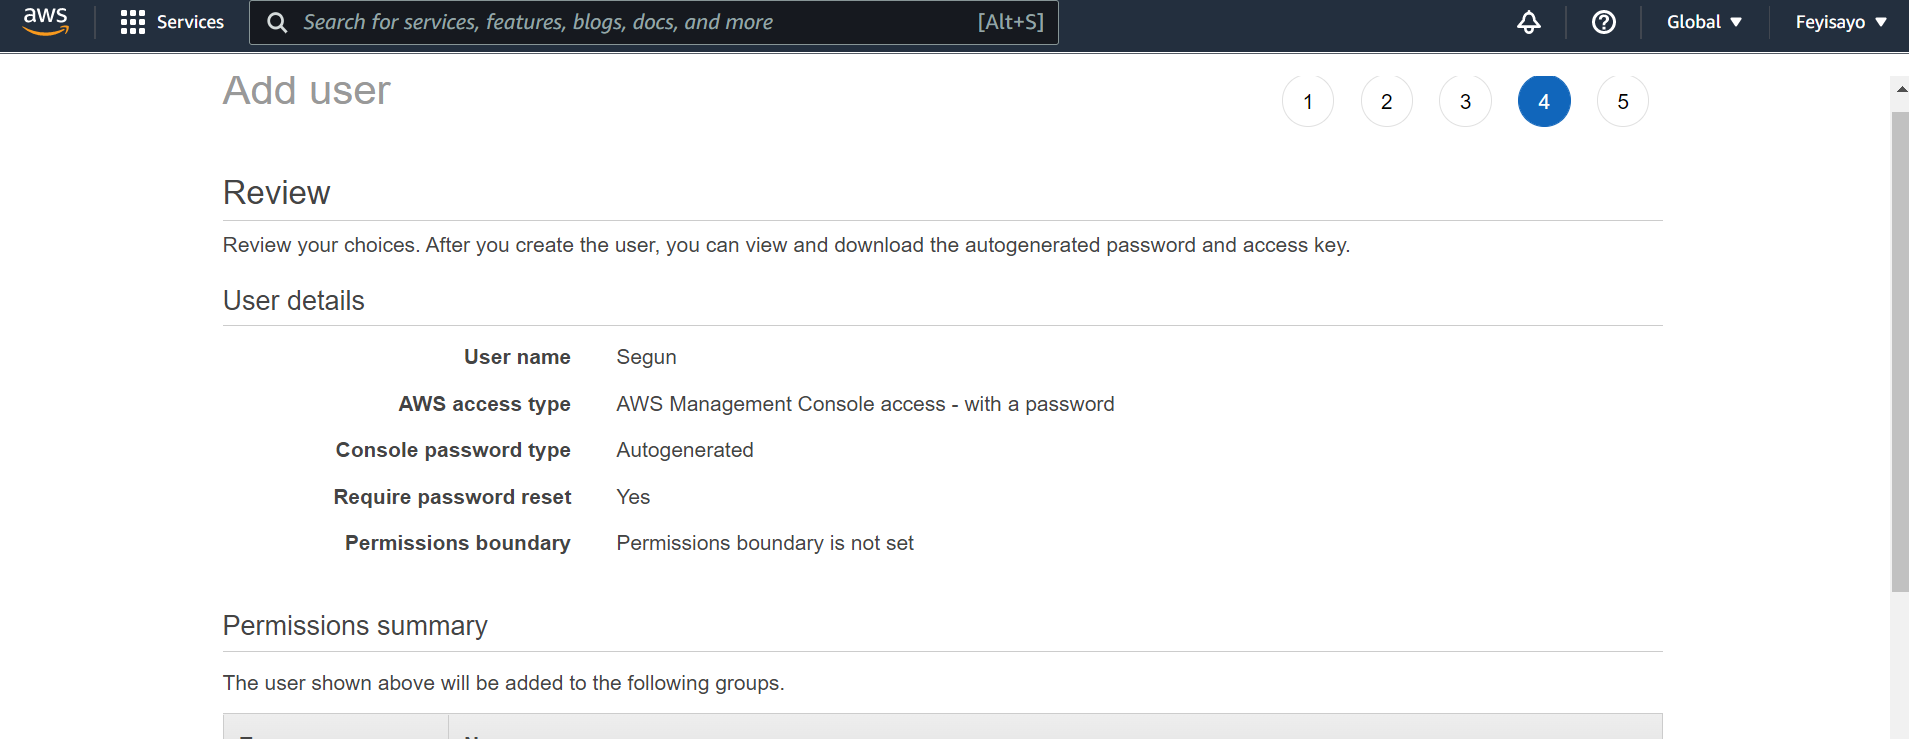 aws Services Search for services, features, blogs, docs, and more [Alt+S] Global Feyisayo
Add user 1 2 3 4 5
Review
Review your choices. After you create the user, you can view and download the autogenerated password and access key.
User details
User name Segun
AWS access type AWS Management Console access - with a password
Console password type Autogenerated
Require password reset Yes
Permissions boundary Permissions boundary is not set
Permissions summary
The user shown above will be added to the following groups.